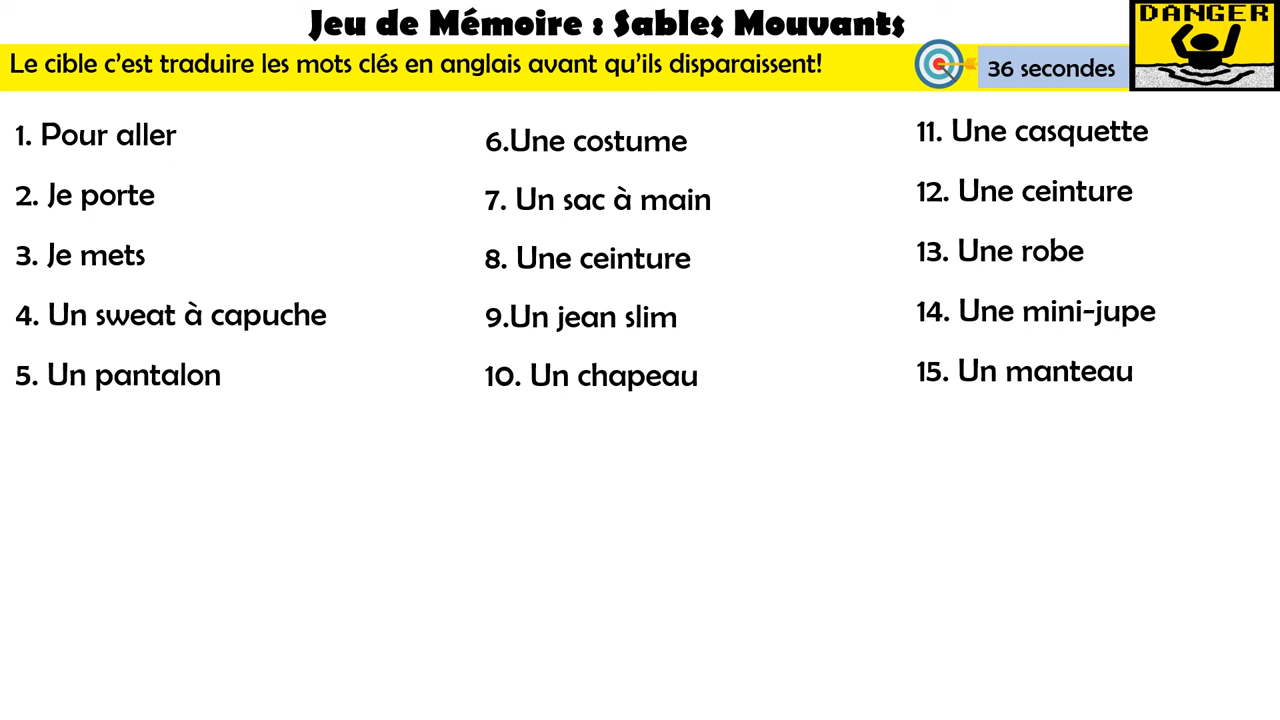 Jeu de Mémoire : Sables Mouvants
DANGER
Le cible c'est traduire les mots clés en anglais avant qu'ils disparaissent!
36 secondes
1. Pour aller
2. Je porte
3. Je mets
4. Un sweat à capuche
5. Un pantalon
6.Une costume
7. Un sac à main
8. Une ceinture
9.Un jean slim
10. Un chapeau
11. Une casquette
12. Une ceinture
13. Une robe
14. Une mini-jupe
15. Un manteau